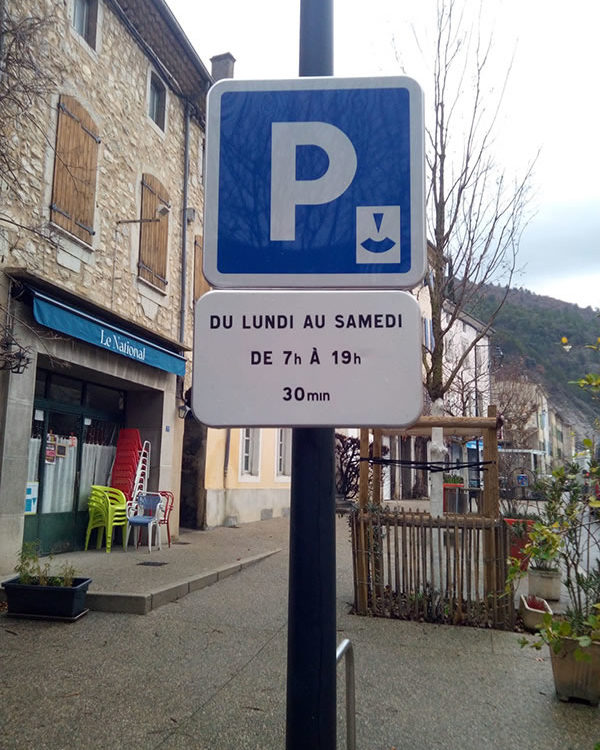 P
DU LUNDI AU SAMEDI
DE 7h À 19h
30min
Le National